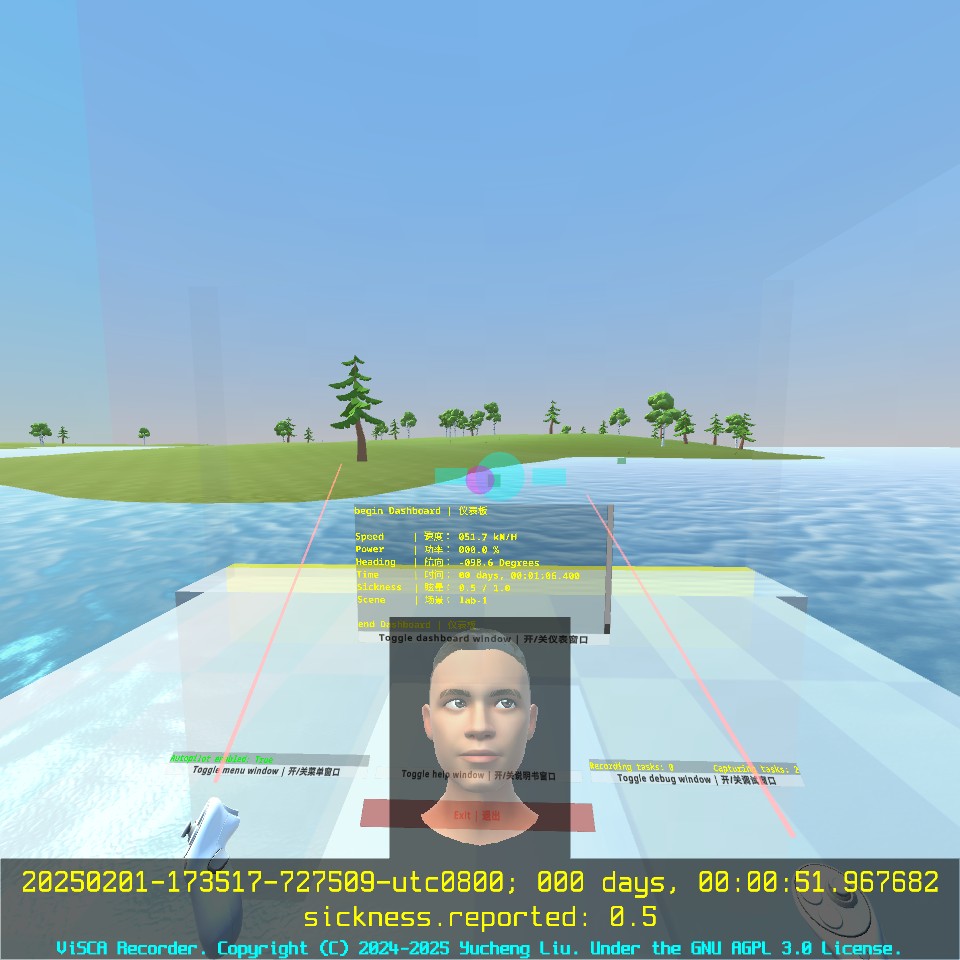 begin Dashboard | 仪表板
Speed | 速度: 051.7 kM/H
Power | 功率: 000.0 %
Heading | 航向: -098.6 Degrees
Time | 时间: 00 days, 00:01:06.400
Sickness | 眩晕: 0.5 / 1.0
Scene | 场景: lab-1
end Dashboard | 仪表板
Toggle dashboard window | 开/关仪表窗口
Autopilot enabled: True
Toggle menu window | 开/关菜单窗口
Toggle help window | 开/关说明书窗口
Recording tasks: 0 Capturing tasks: 2
Toggle debug window | 开/关调试窗口
Exit | 退出
20250201-173517-727509-utc0800; 000 days, 00:00:51.967682
sickness.reported: 0.5
ViSCA Recorder. Copyright (C) 2024-2025 Yucheng Liu. Under the GNU AGPL 3.0 License.